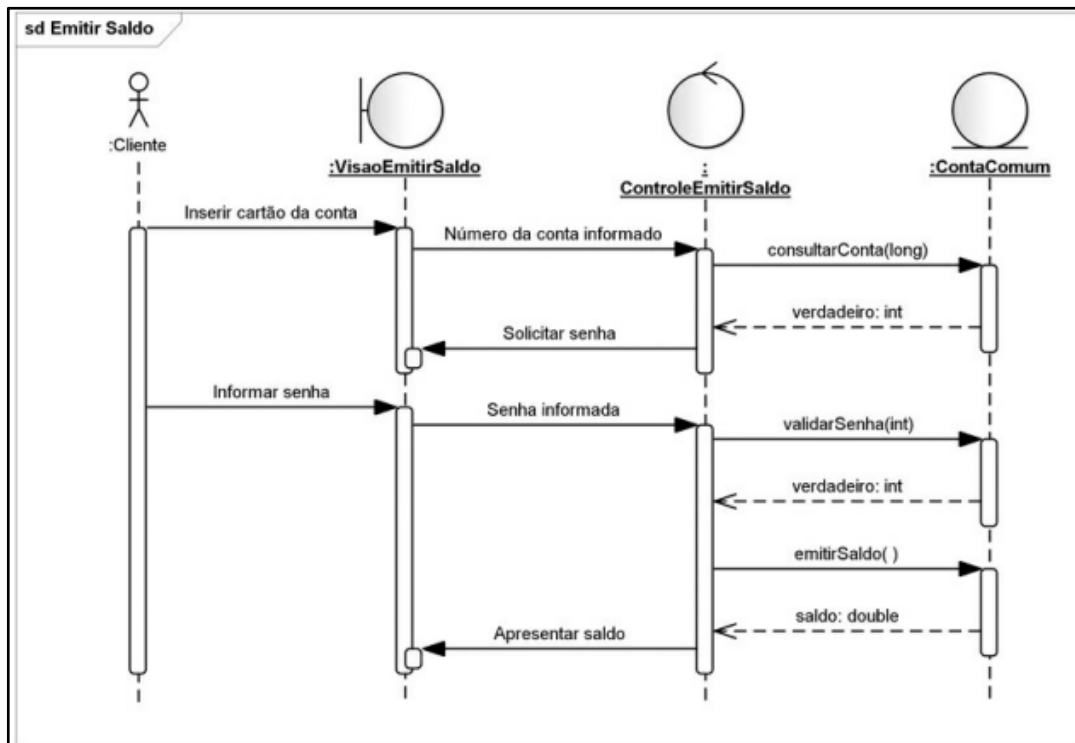 sd Emitir Saldo
:Cliente
:VisaoEmitirSaldo
:
ControleEmitirSaldo
:ContaComum
Inserir cartão da conta
Número da conta informado
consultarConta(long)
verdadeiro: int
Solicitar senha
Informar senha
Senha informada
validarSenha(int)
verdadeiro: int
emitirSaldo( )
saldo: double
Apresentar saldo